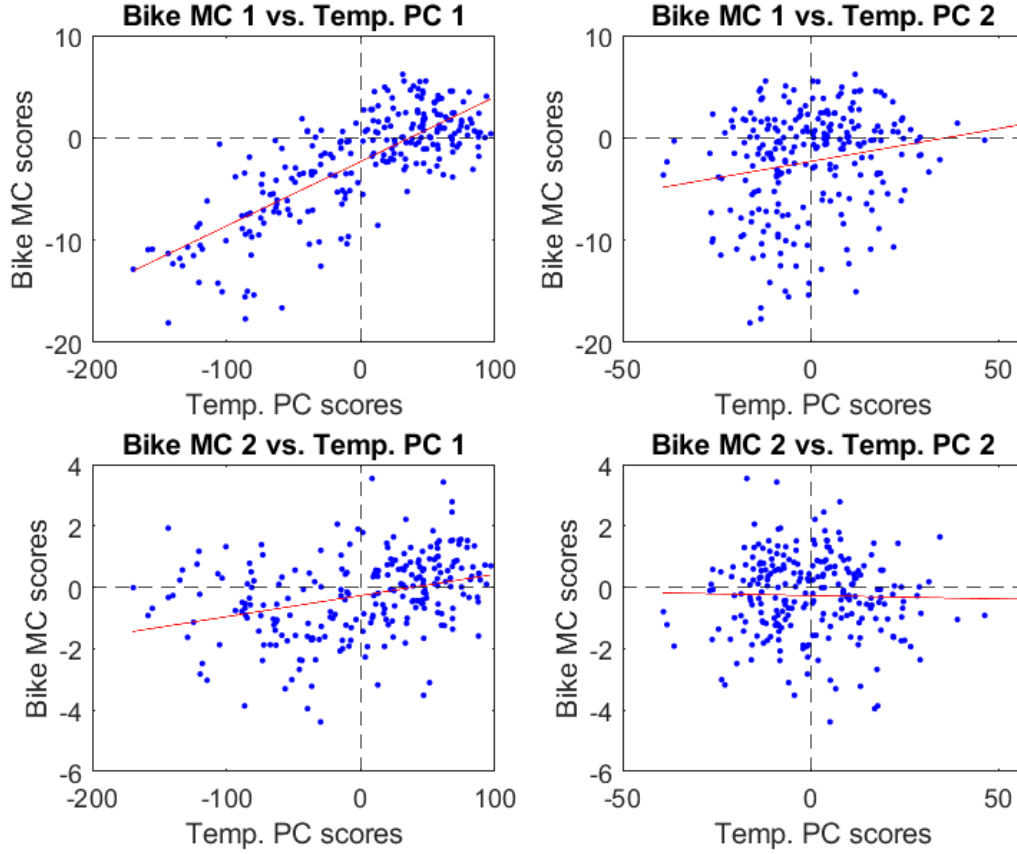 Bike MC 1 vs. Temp. PC 1
10
0
-10
-20
Bike MC scores
-200
-100
0
100
Temp. PC scores
Bike MC 1 vs. Temp. PC 2
10
0
-10
-20
Bike MC scores
-50
0
50
Temp. PC scores
Bike MC 2 vs. Temp. PC 1
4
2
0
-2
-4
-6
Bike MC scores
-200
-100
0
100
Temp. PC scores
Bike MC 2 vs. Temp. PC 2
4
2
0
-2
-4
-6
Bike MC scores
-50
0
50
Temp. PC scores